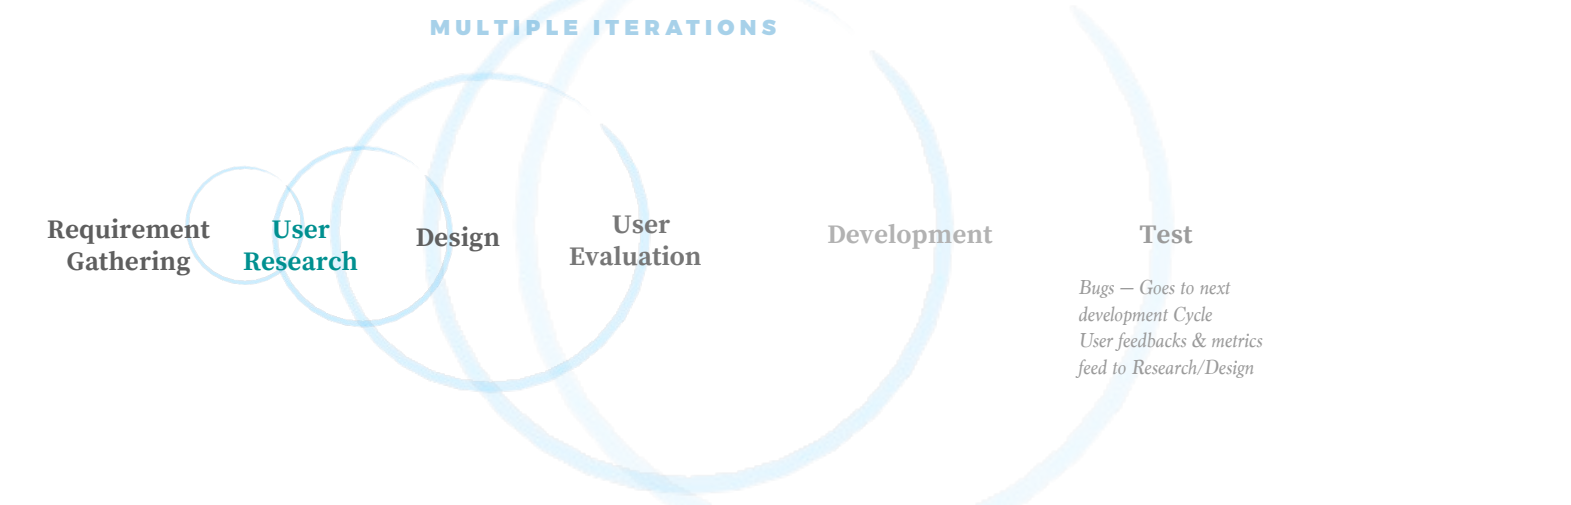 MULTIPLE ITERATIONS
Requirement
Gathering
User
Research
Design
User
Evaluation
Development
Test
Bugs — Goes to next
development Cycle
User feedbacks & metrics
feed to Research/Design